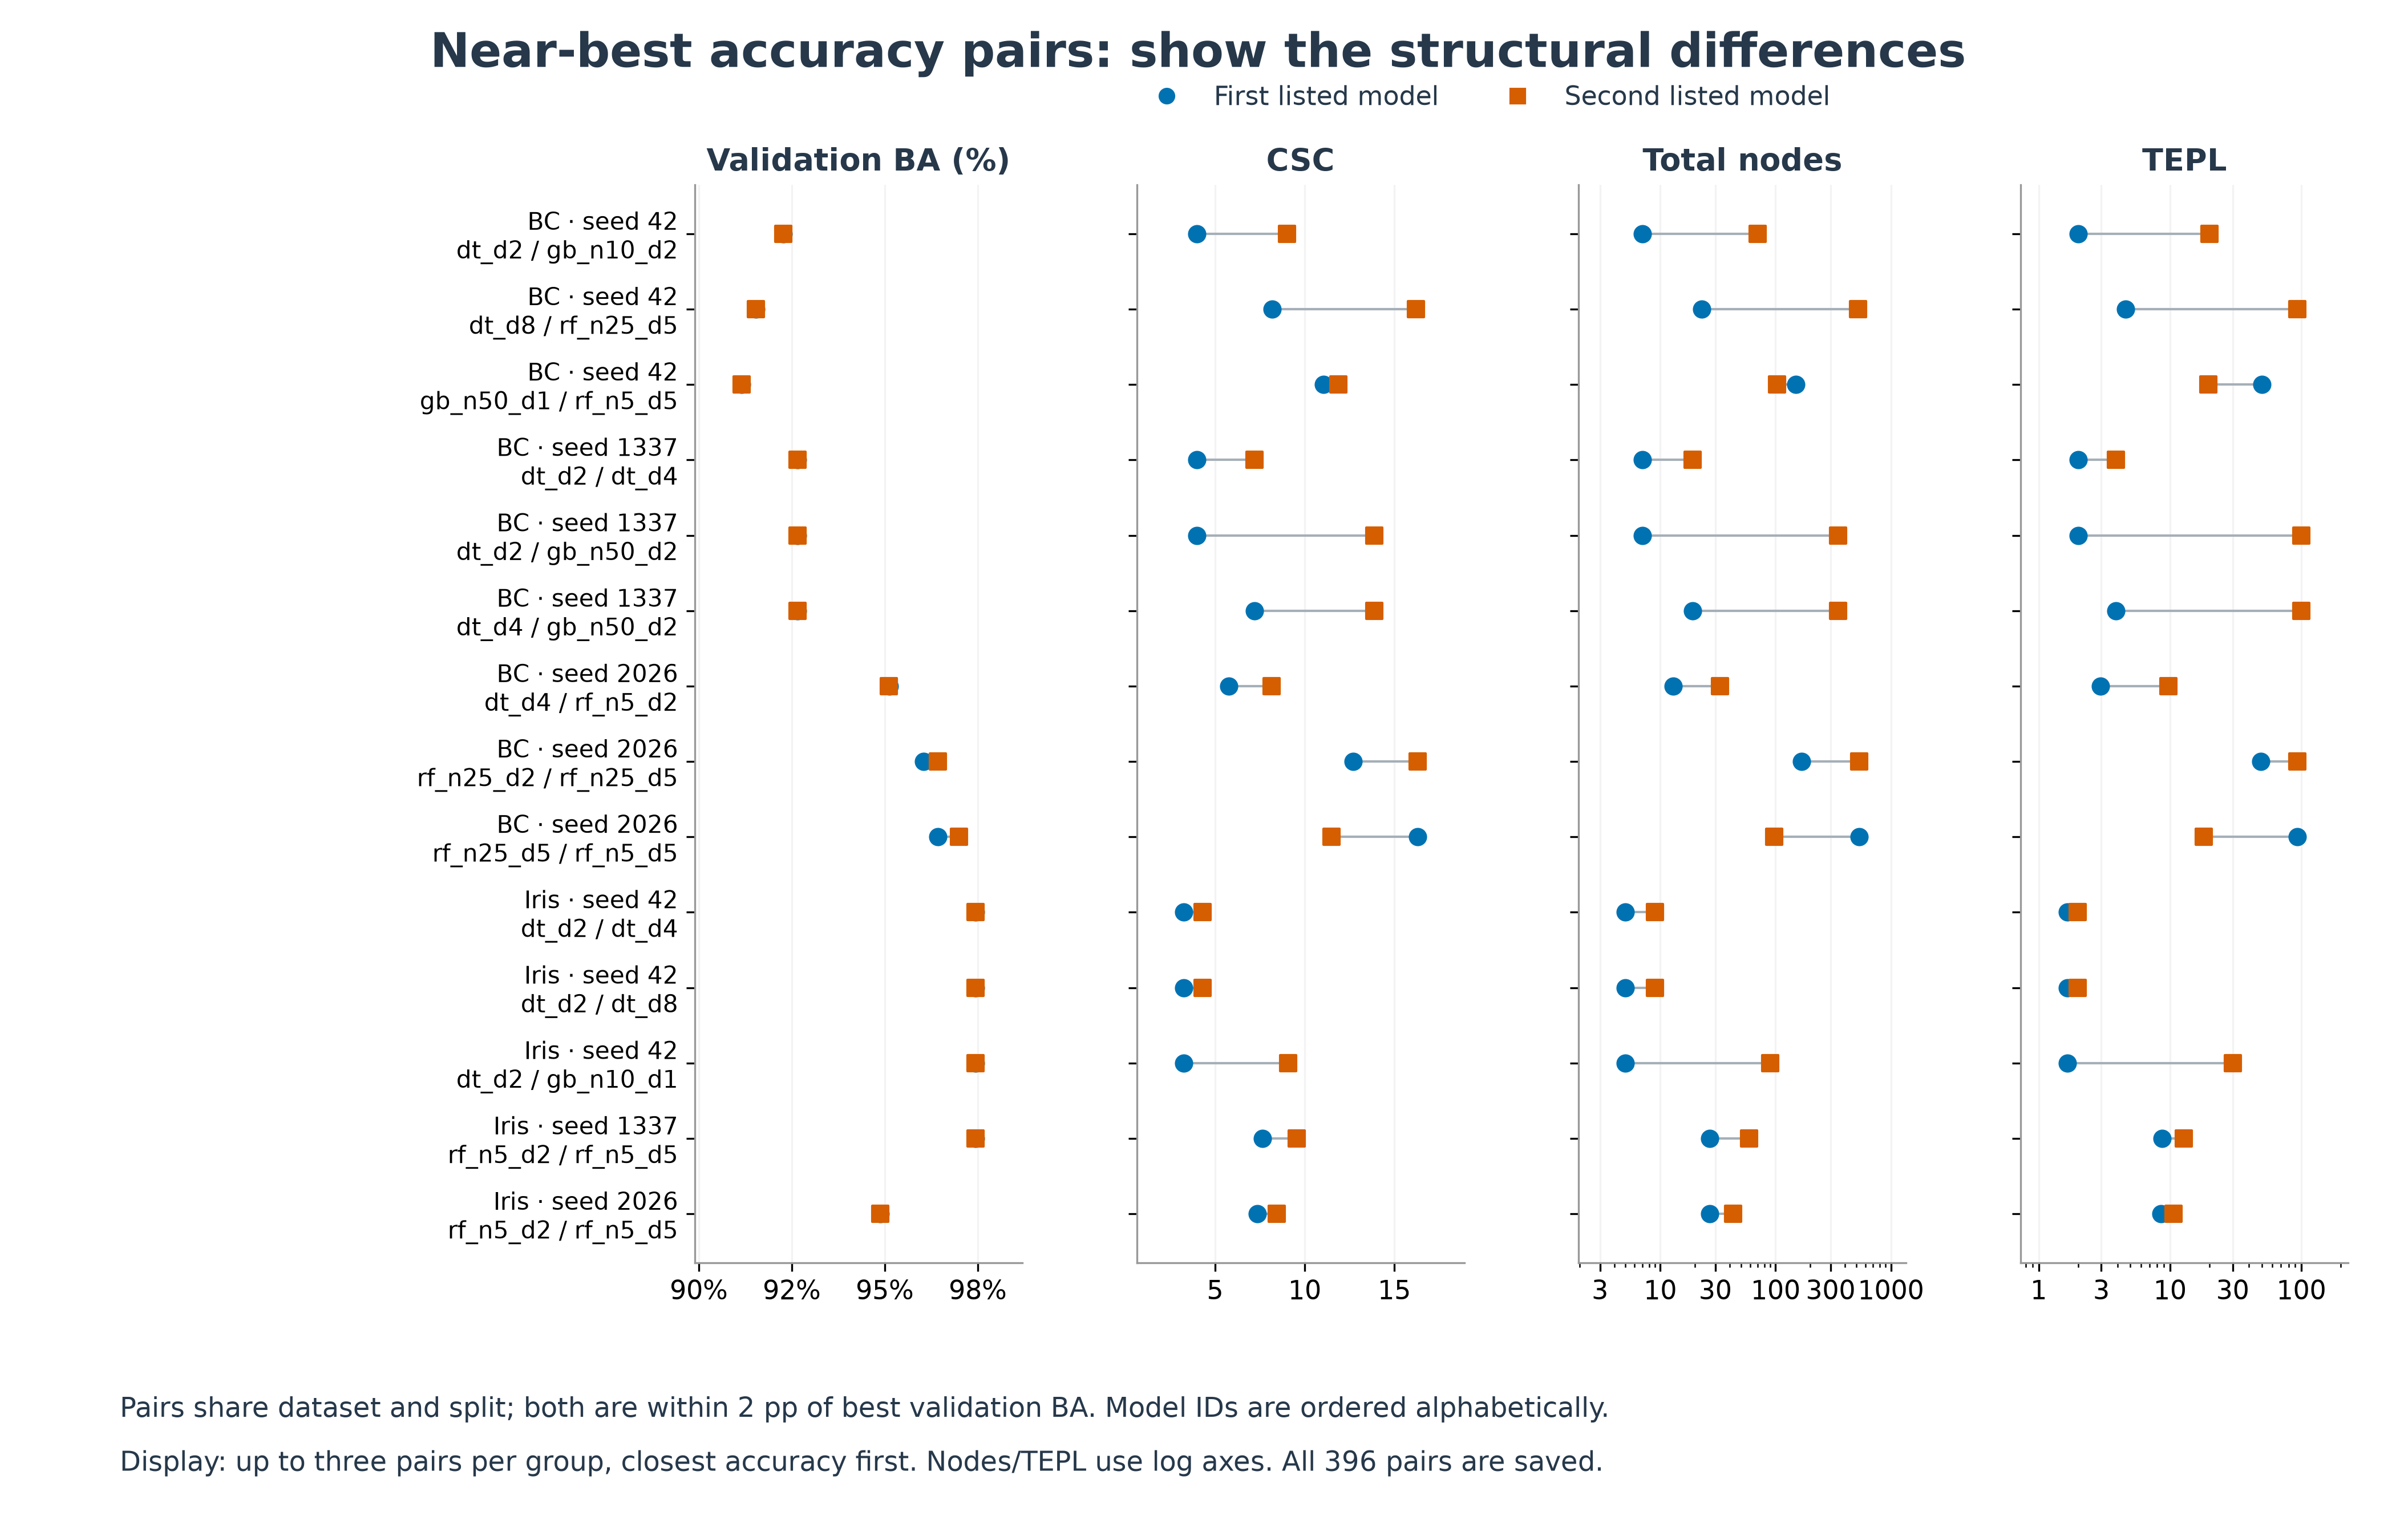 Near-best accuracy pairs: show the structural differences
First listed model
Second listed model
Validation BA (%)
CSC
Total nodes
TEPL
BC · seed 42
dt_d2 / gb_n10_d2
BC · seed 42
dt_d8 / rf_n25_d5
BC · seed 42
gb_n50_d1 / rf_n5_d5
BC · seed 1337
dt_d2 / dt_d4
BC · seed 1337
dt_d2 / gb_n50_d2
BC · seed 1337
dt_d4 / gb_n50_d2
BC · seed 2026
dt_d4 / rf_n5_d2
BC · seed 2026
rf_n25_d2 / rf_n25_d5
BC · seed 2026
rf_n25_d5 / rf_n5_d5
Iris · seed 42
dt_d2 / dt_d4
Iris · seed 42
dt_d2 / dt_d8
Iris · seed 42
dt_d2 / gb_n10_d1
Iris · seed 1337
rf_n5_d2 / rf_n5_d5
Iris · seed 2026
rf_n5_d2 / rf_n5_d5
90% 92% 95% 98%
5 10 15
3 10 30 100 300 1000
1 3 10 30 100
Pairs share dataset and split; both are within 2 pp of best validation BA. Model IDs are ordered alphabetically.
Display: up to three pairs per group, closest accuracy first. Nodes/TEPL use log axes. All 396 pairs are saved.